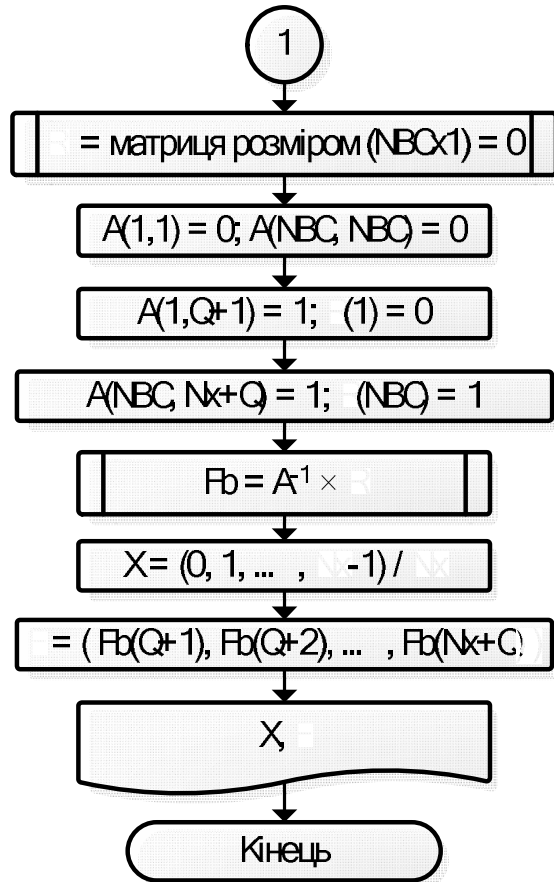 1
= матриця розміром (NBCx1) = 0
A(1,1) = 0; A(NBC, NBC) = 0
A(1,Q+1) = 1; (1) = 0
A(NBC, Nx+Q) = 1; (NBC) = 1
Fb = A⁻¹ × R
X = (0, 1, ... , Nx-1) / Nx
= ( Fb(Q+1), Fb(Q+2), ... , Fb(Nx+Q) )
X,
Кінець